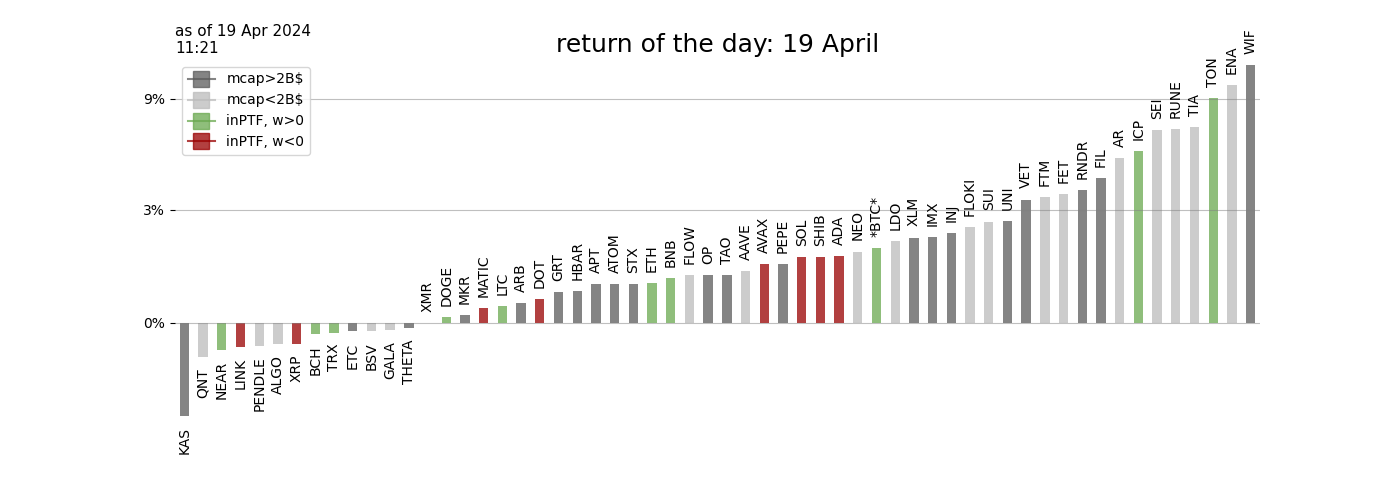 as of 19 Apr 2024
11:21
return of the day: 19 April
mcap>2B$
mcap<2B$
inPTF, w>0
inPTF, w<0
9%
3%
0%
KAS
QNT
NEAR
LINK
PENDLE
ALGO
XRP
BCH
TRX
ETC
BSV
GALA
THETA
XMR
DOGE
MKR
MATIC
LTC
ARB
DOT
GRT
HBAR
APT
ATOM
STX
ETH
BNB
FLOW
OP
TAO
AAVE
AVAX
PEPE
SOL
SHIB
ADA
NEO
*BTC*
LDO
XLM
IMX
INJ
FLOKI
SUI
UNI
VET
FTM
FET
RNDR
FIL
AR
ICP
SEI
RUNE
TIA
TON
ENA
WIF